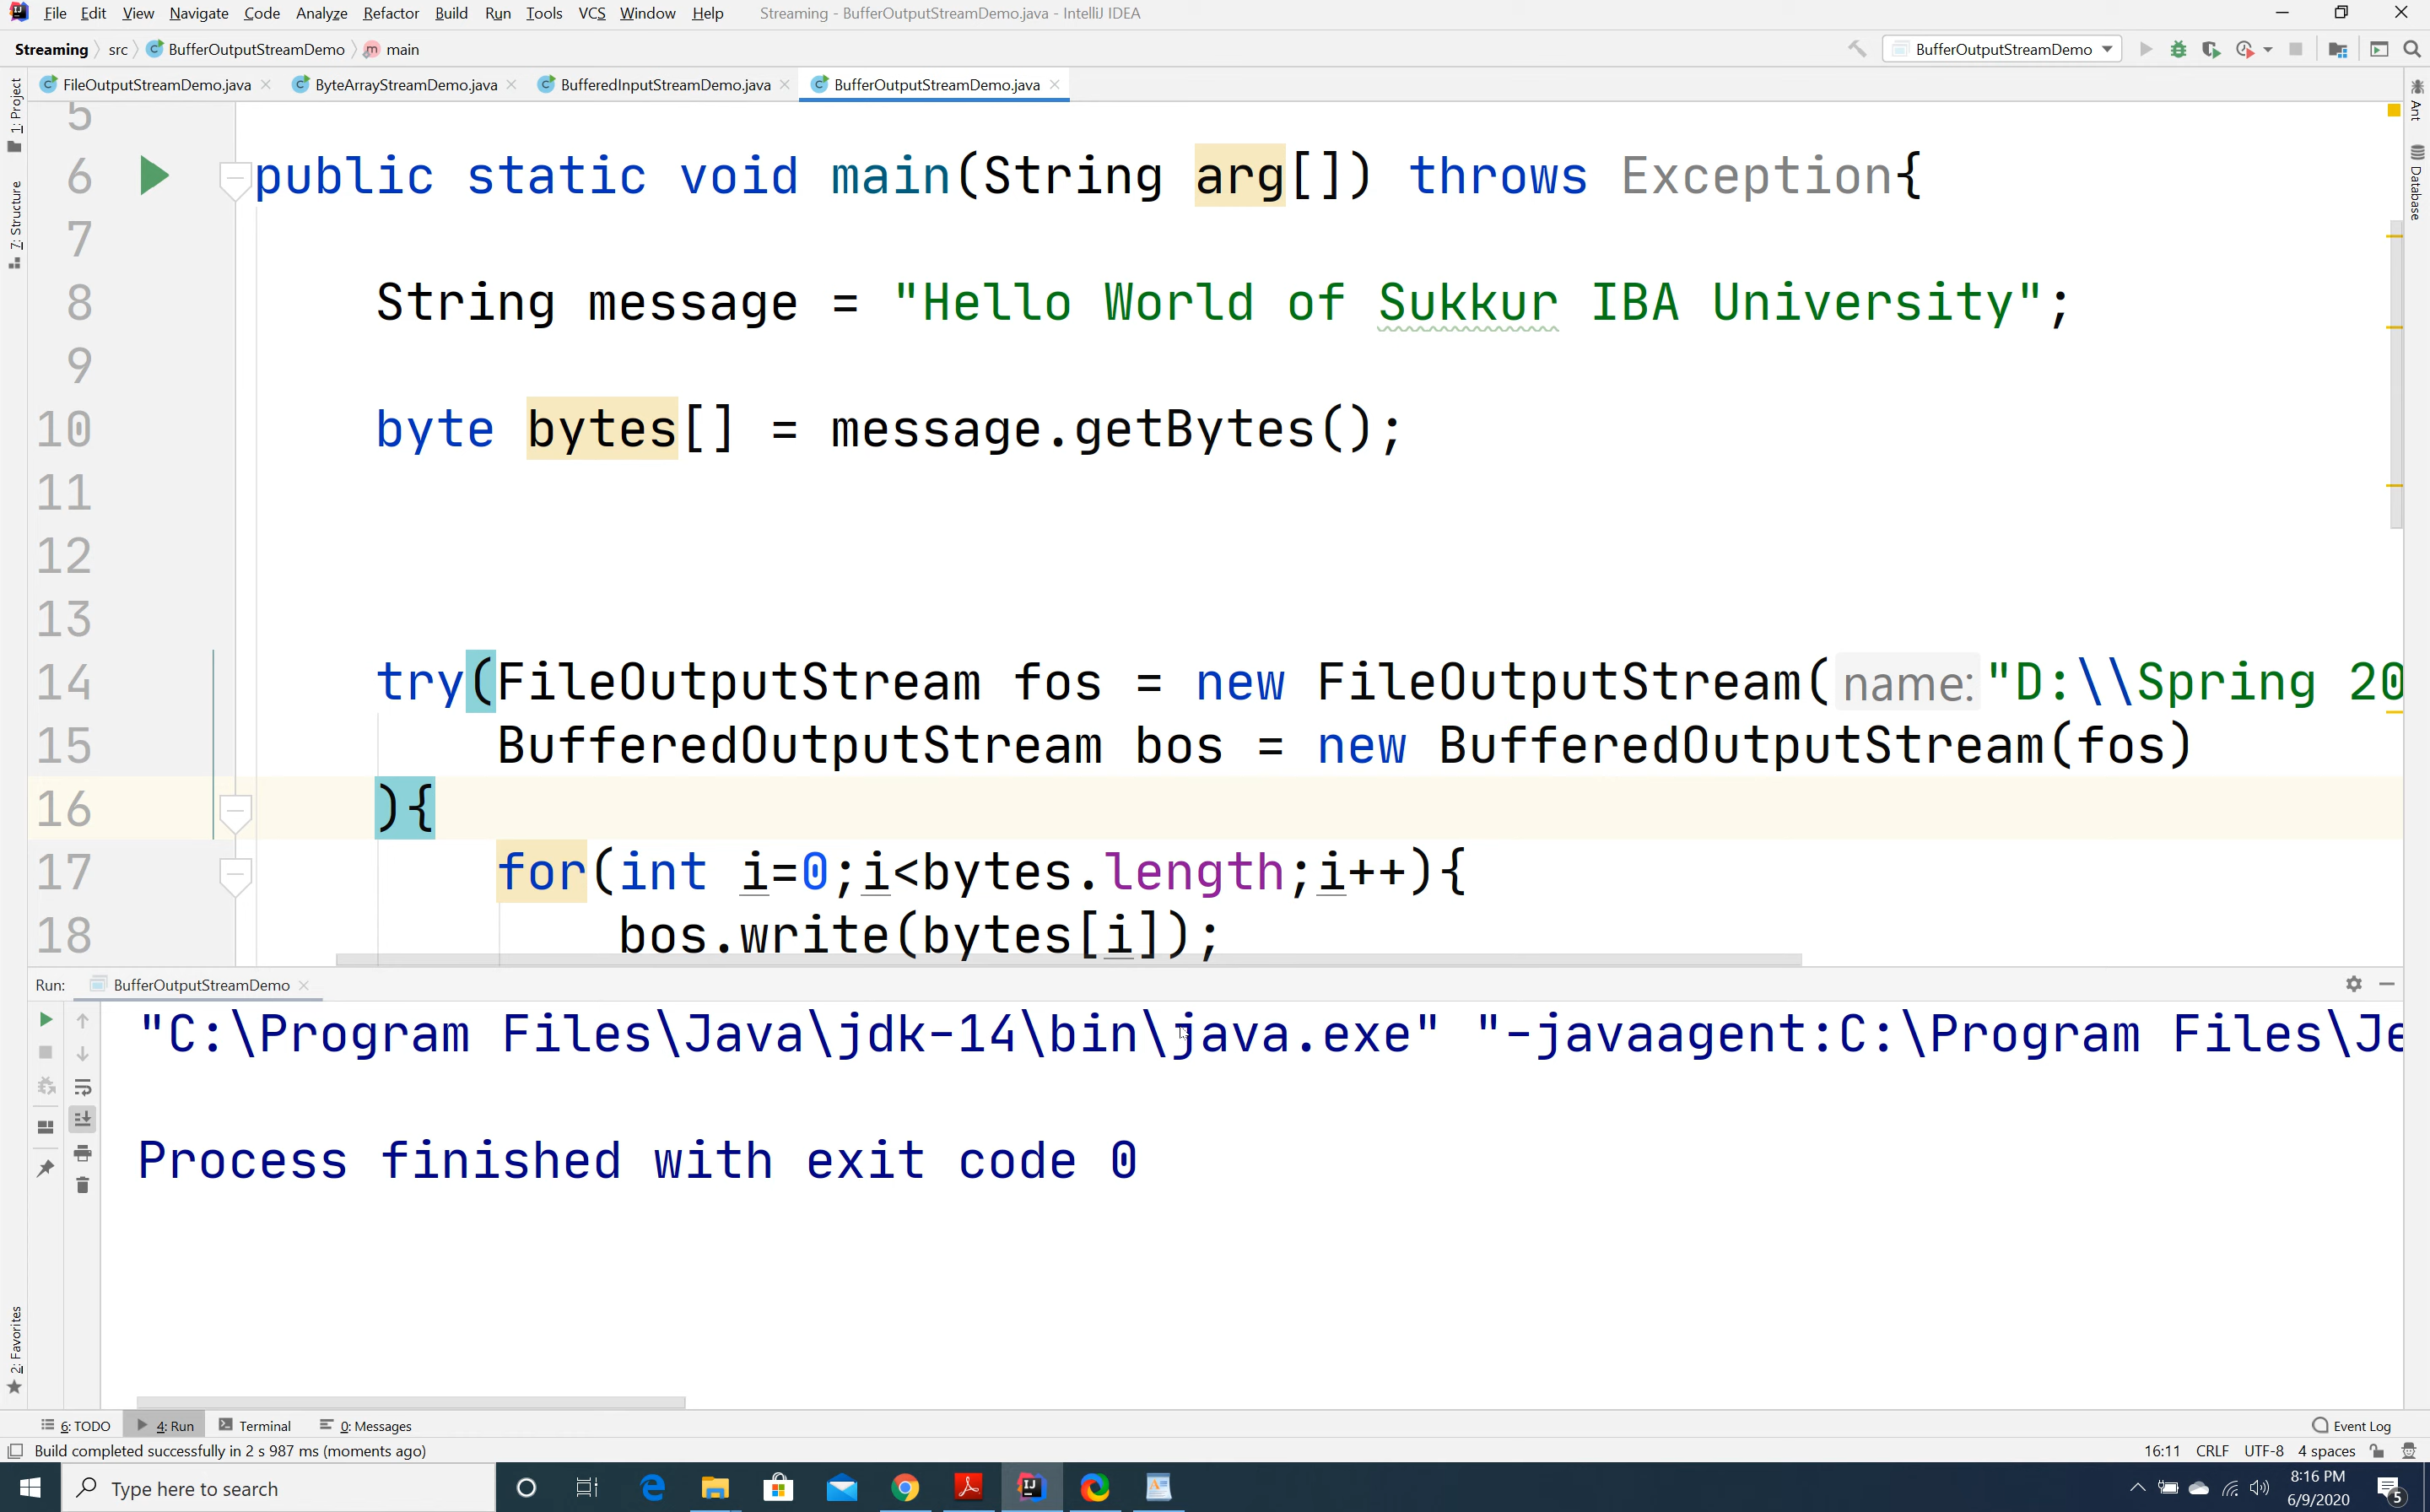 File Edit View Navigate Code Analyze Refactor Build Run Tools VCS Window Help Streaming - BufferOutputStreamDemo.java - IntelliJ IDEA
Streaming src BufferOutputStreamDemo main BufferOutputStreamDemo
FileOutputStreamDemo.java ByteArrayStreamDemo.java BufferedInputStreamDemo.java BufferOutputStreamDemo.java
1: Project
7: Structure
2: Favorites
Ant
Database
5
6 public static void main(String arg[]) throws Exception{
7
8 String message = "Hello World of Sukkur IBA University";
9
10 byte bytes[] = message.getBytes();
11
12
13
14 try(FileOutputStream fos = new FileOutputStream( name: "D:\\Spring 20
15 BufferedOutputStream bos = new BufferedOutputStream(fos)
16 ){
17 for(int i=0;i<bytes.length;i++){
18 bos.write(bytes[i]);
Run: BufferOutputStreamDemo
"C:\Program Files\Java\jdk-14\bin\java.exe" "-javaagent:C:\Program Files\Je
Process finished with exit code 0
6: TODO 4: Run Terminal 0: Messages Event Log
Build completed successfully in 2 s 987 ms (moments ago) 16:11 CRLF UTF-8 4 spaces
Type here to search
8:16 PM
6/9/2020
5